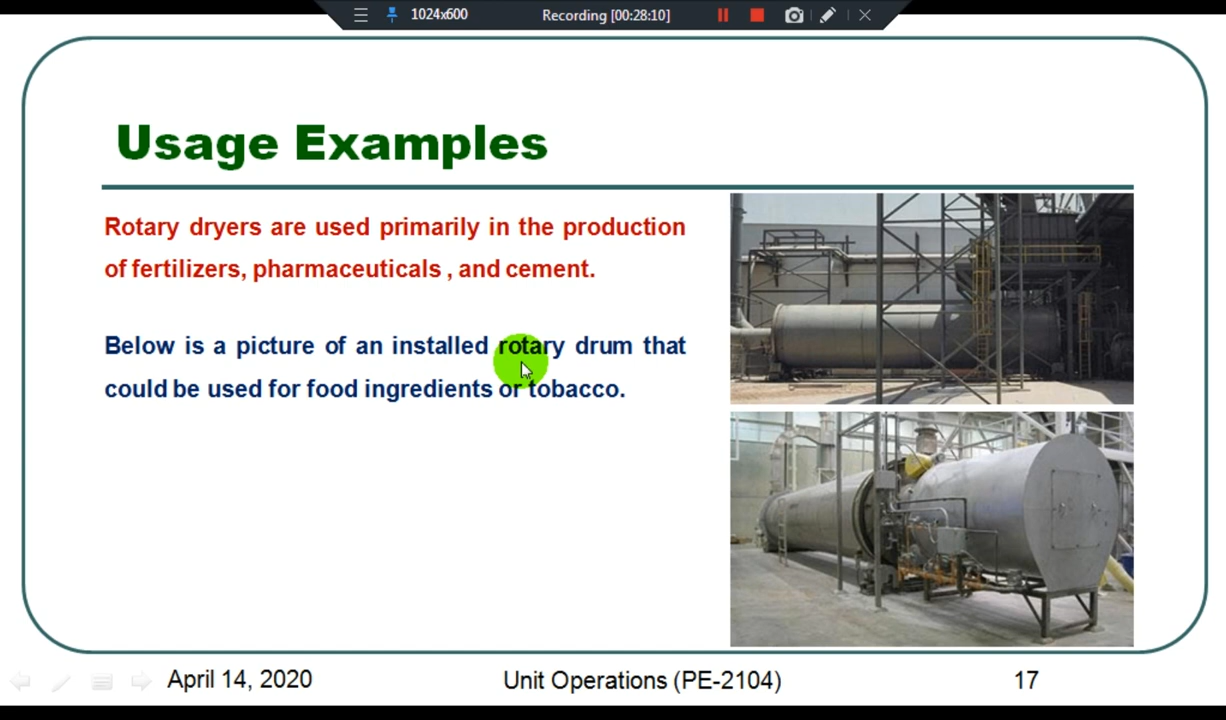 1024x600 Recording [00:28:10]
Usage Examples
Rotary dryers are used primarily in the production
of fertilizers, pharmaceuticals , and cement.
Below is a picture of an installed rotary drum that
could be used for food ingredients or tobacco.
April 14, 2020 Unit Operations (PE-2104) 17